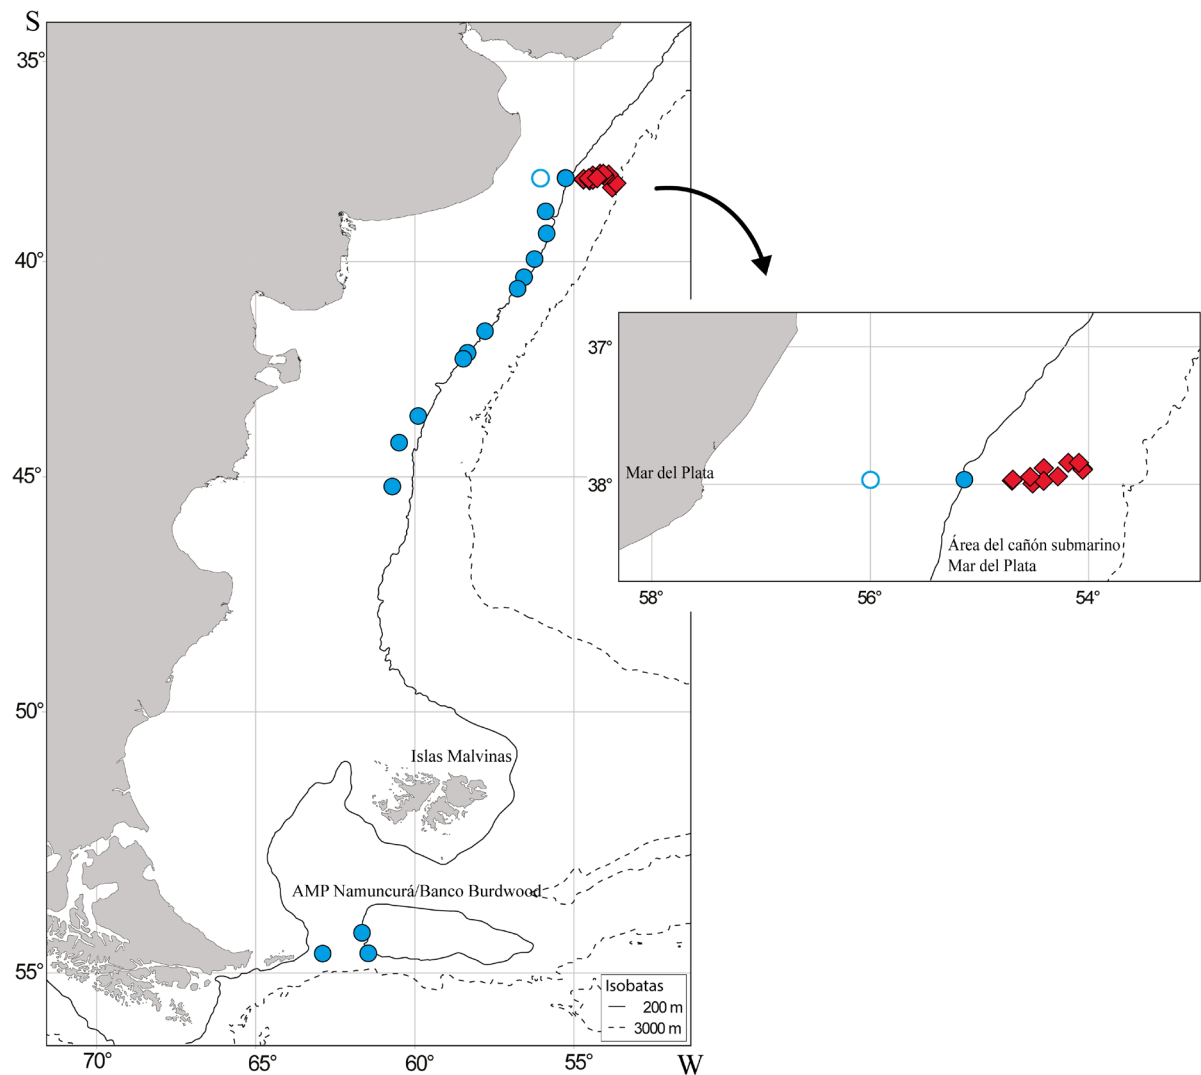 S
35°
40°
45°
50°
55°
70°
65°
60°
55°
W
Islas Malvinas
AMP Namuncurá/Banco Burdwood
Isobatas
200 m
3000 m
37°
38°
Mar del Plata
Área del cañón submarino
Mar del Plata
58°
56°
54°